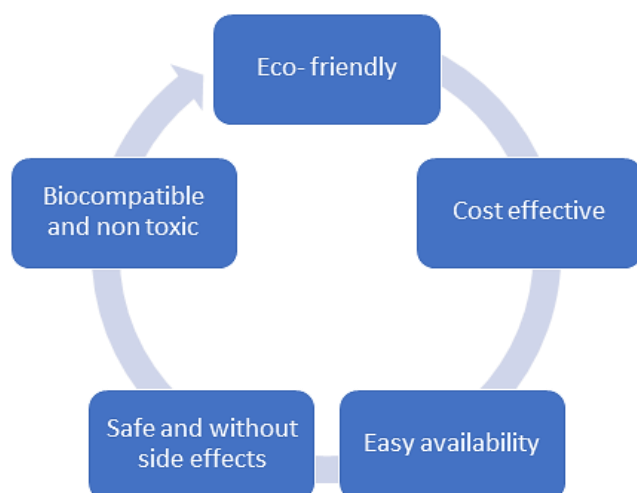 Eco- friendly
Cost effective
Easy availability
Safe and without
side effects
Biocompatible
and non toxic